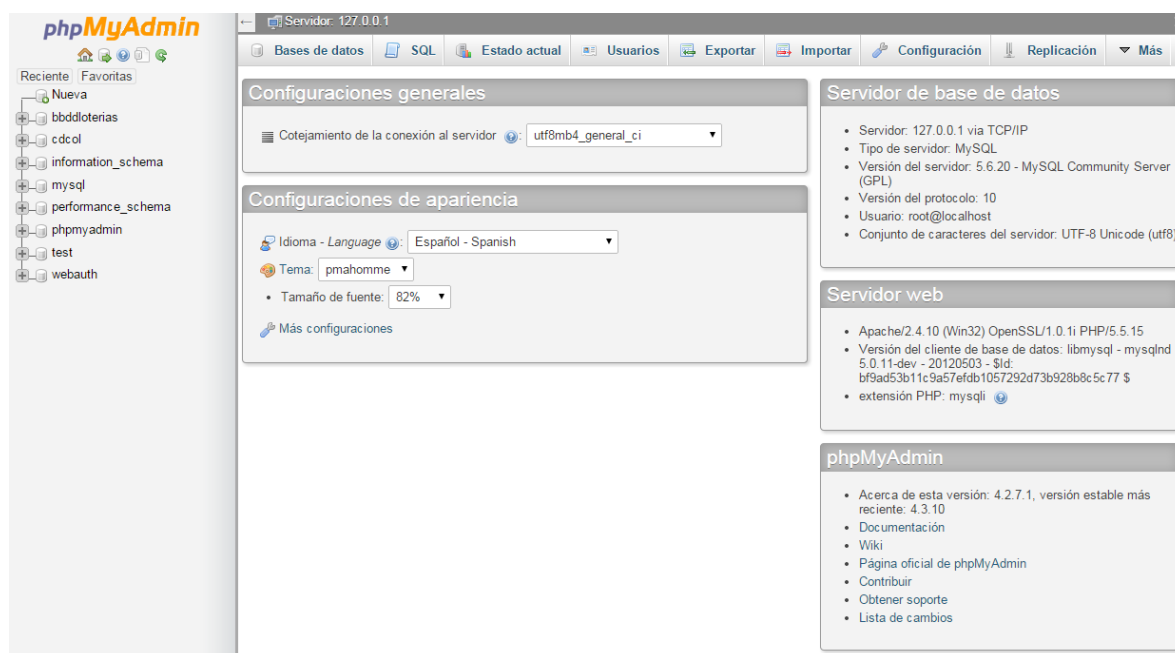 phpMyAdmin
Reciente Favoritas
Nueva
bbddloterias
cdcol
information_schema
mysql
performance_schema
phpmyadmin
test
webauth
← Servidor: 127.0.0.1
Bases de datos SQL Estado actual Usuarios Exportar Importar Configuración Replicación Más
Configuraciones generales
Cotejamiento de la conexión al servidor : utf8mb4_general_ci
Configuraciones de apariencia
Idioma - Language : Español - Spanish
Tema: pmahomme
• Tamaño de fuente: 82%
Más configuraciones
Servidor de base de datos
• Servidor: 127.0.0.1 via TCP/IP
• Tipo de servidor: MySQL
• Versión del servidor: 5.6.20 - MySQL Community Server
(GPL)
• Versión del protocolo: 10
• Usuario: root@localhost
• Conjunto de caracteres del servidor: UTF-8 Unicode (utf8)
Servidor web
• Apache/2.4.10 (Win32) OpenSSL/1.0.1i PHP/5.5.15
• Versión del cliente de base de datos: libmysql - mysqlnd
5.0.11-dev - 20120503 - $Id:
bf9ad53b11c9a57efdb1057292d73b928b8c5c77 $
• extensión PHP: mysqli
phpMyAdmin
• Acerca de esta versión: 4.2.7.1, versión estable más
reciente: 4.3.10
• Documentación
• Wiki
• Página oficial de phpMyAdmin
• Contribuir
• Obtener soporte
• Lista de cambios